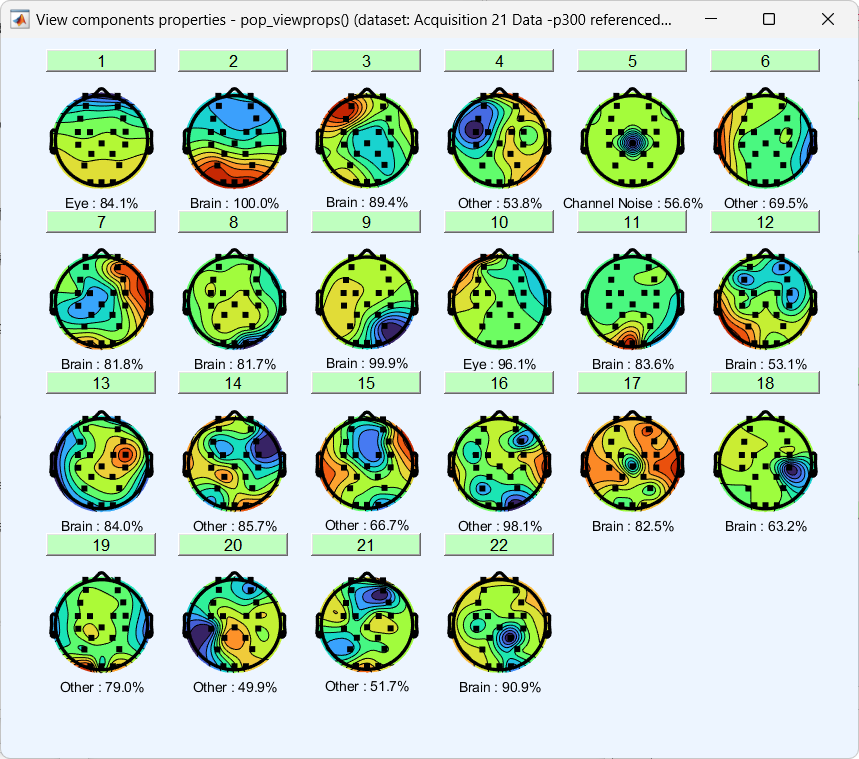 View components properties - pop_viewprops() (dataset: Acquisition 21 Data -p300 referenced...
1 2 3 4 5 6
Eye : 84.1% Brain : 100.0% Brain : 89.4% Other : 53.8% Channel Noise : 56.6% Other : 69.5%
7 8 9 10 11 12
Brain : 81.8% Brain : 81.7% Brain : 99.9% Eye : 96.1% Brain : 83.6% Brain : 53.1%
13 14 15 16 17 18
Brain : 84.0% Other : 85.7% Other : 66.7% Other : 98.1% Brain : 82.5% Brain : 63.2%
19 20 21 22
Other : 79.0% Other : 49.9% Other : 51.7% Brain : 90.9%